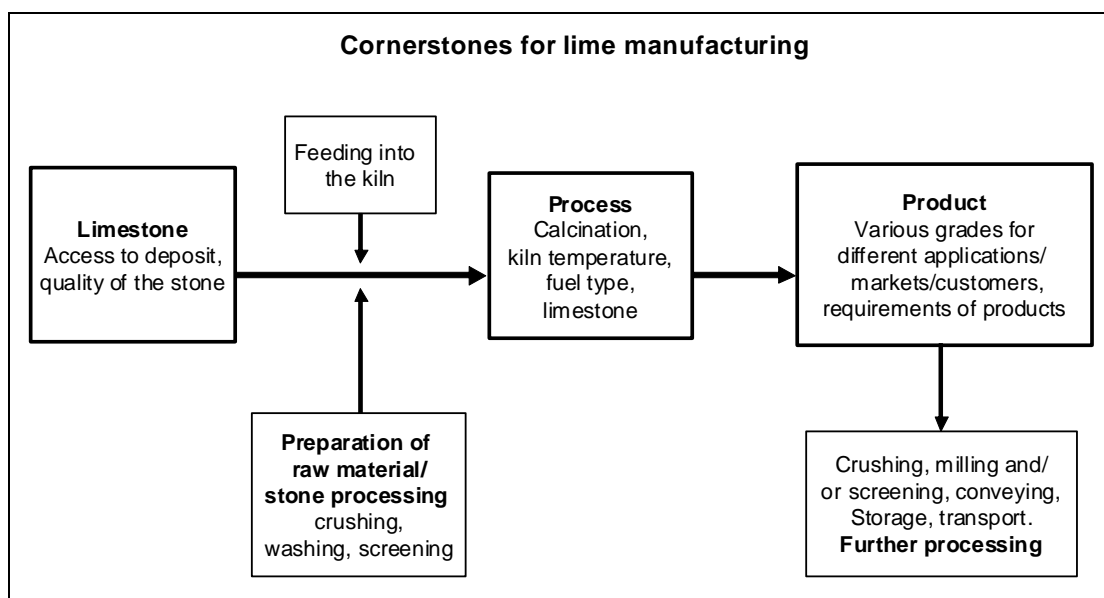 Cornerstones for lime manufacturing
Feeding into
the kiln
Limestone
Access to deposit,
quality of the stone
Process
Calcination,
kiln temperature,
fuel type,
limestone
Product
Various grades for
different applications/
markets/customers,
requirements of products
Preparation of
raw material/
stone processing
crushing,
washing, screening
Crushing, milling and/
or screening, conveying,
Storage, transport.
Further processing